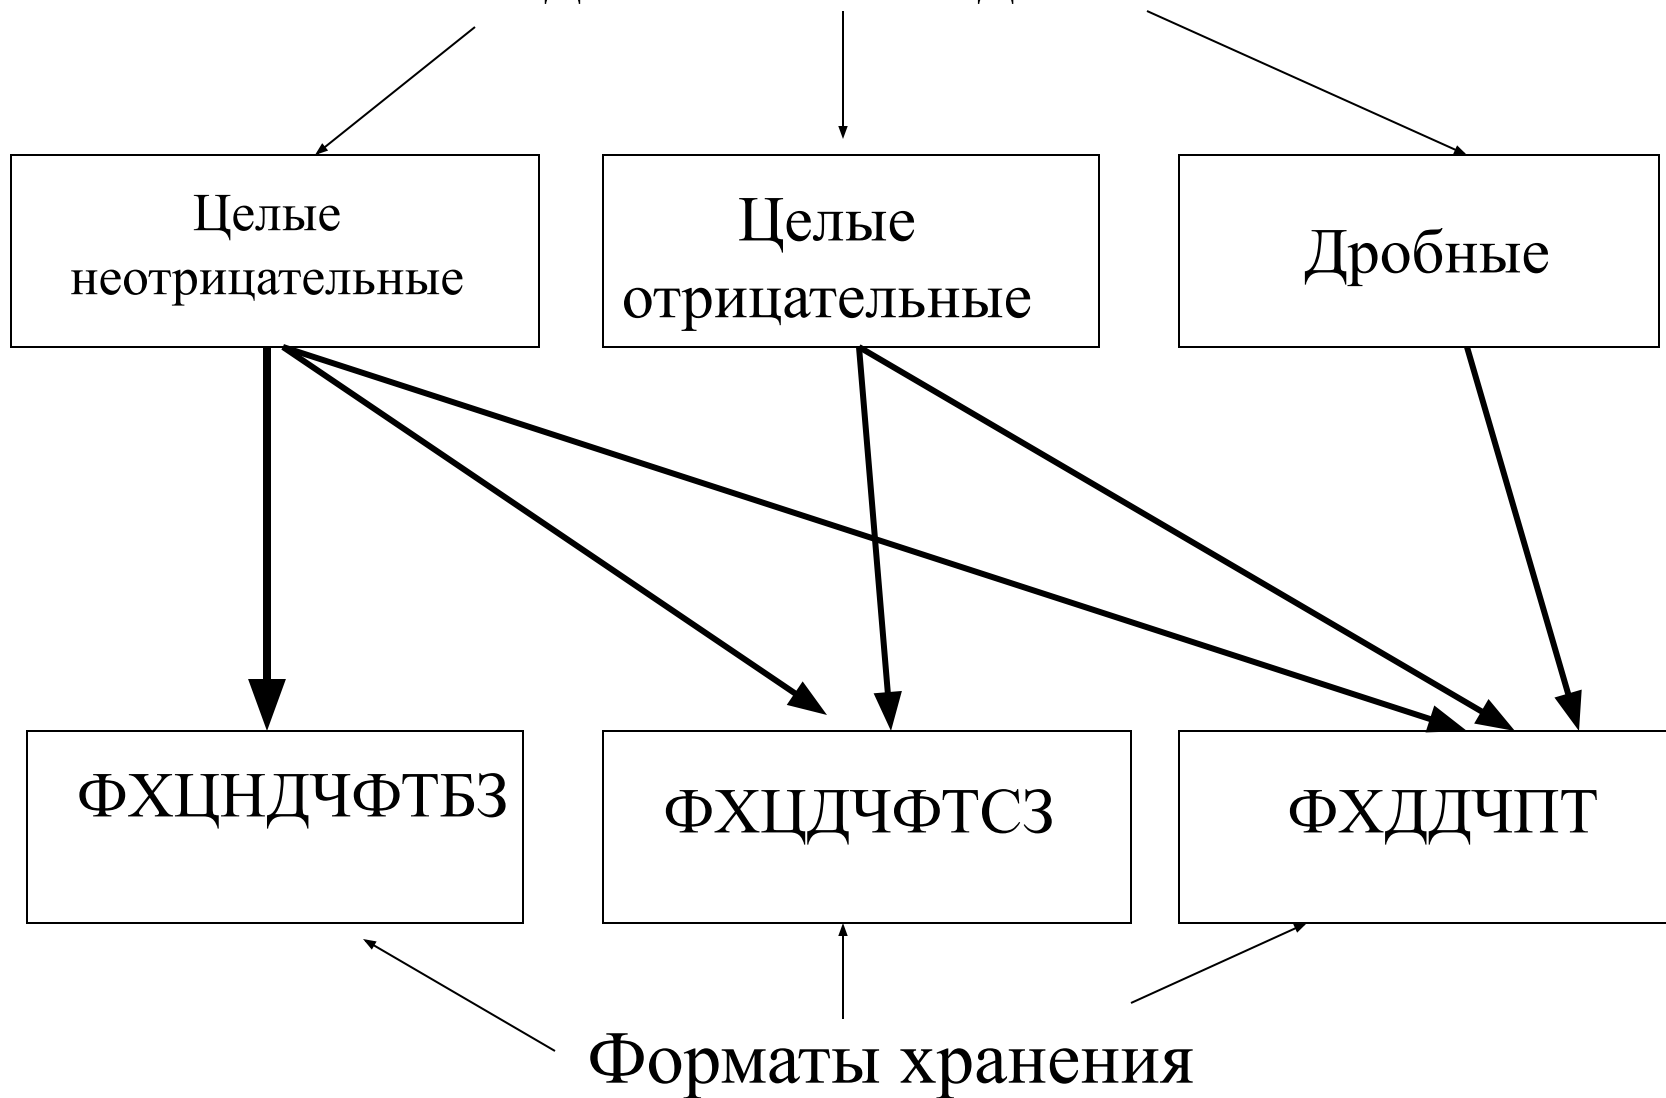 Целые
неотрицательные
Целые
отрицательные
Дробные
ФХЦНДЧФТБЗ
ФХЦДЧФТСЗ
ФХДДЧПТ
Форматы хранения